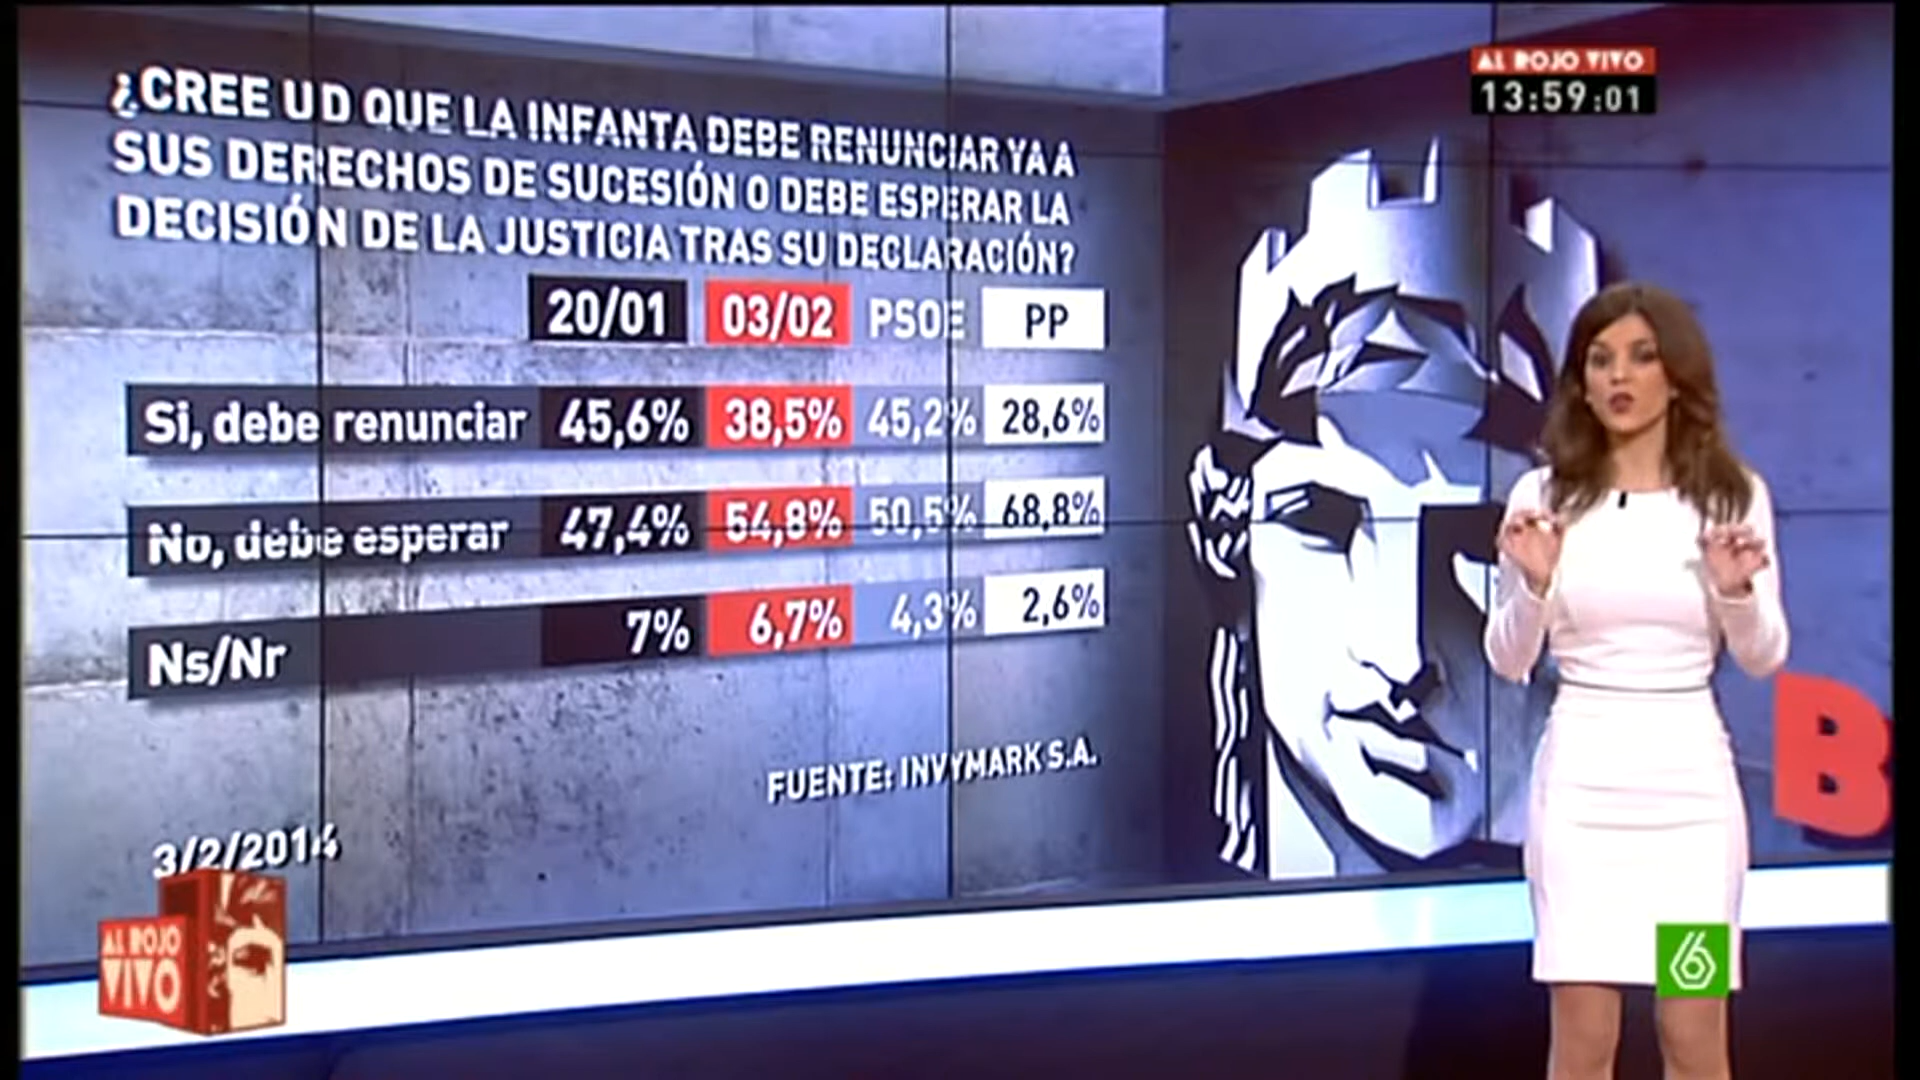 ¿CREE UD QUE LA INFANTA DEBE RENUNCIAR YA A
SUS DERECHOS DE SUCESIÓN O DEBE ESPERAR LA
DECISIÓN DE LA JUSTICIA TRAS SU DECLARACIÓN?
20/01 03/02 PSOE PP
Si, debe renunciar 45,6% 38,5% 45,2% 28,6%
No, debe esperar 47,4% 54,8% 50,5% 68,8%
Ns/Nr 7% 6,7% 4,3% 2,6%
FUENTE: INVYMARK S.A.
3/2/2014
AL ROJO VIVO
13:59:01
AL ROJO
VIVO
B
6